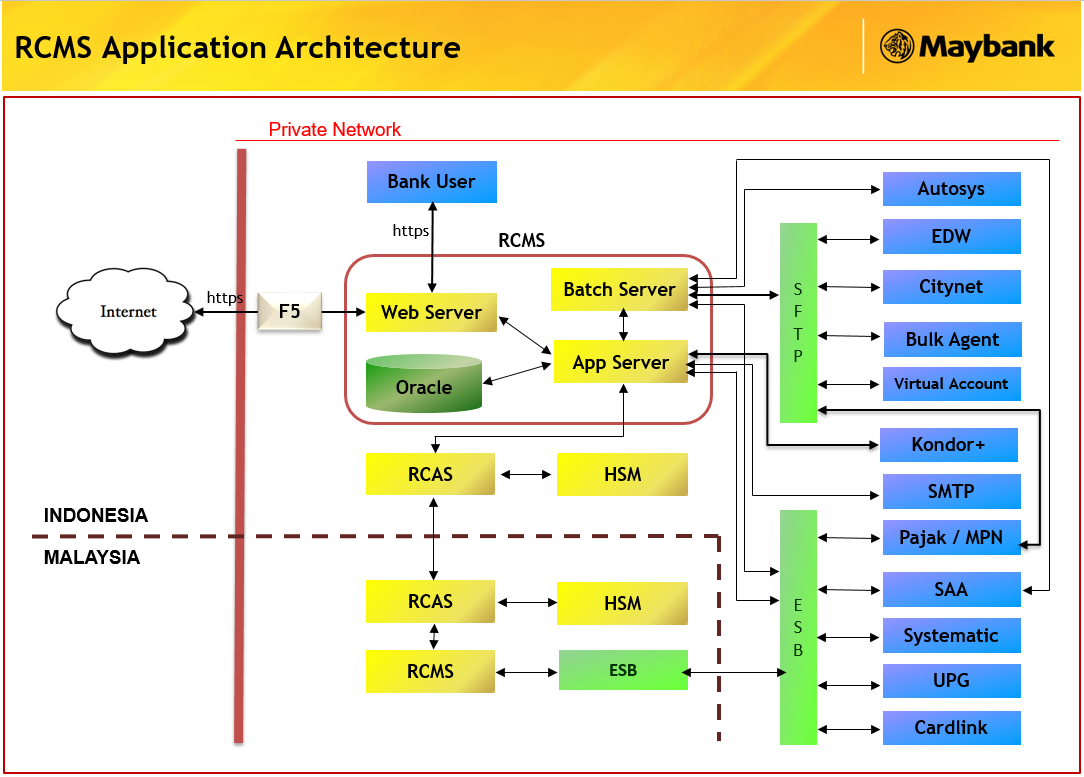 RCMS Application Architecture
Maybank
Private Network
Bank User
https
RCMS
Internet
https
F5
Web Server
Batch Server
App Server
Oracle
S
F
T
P
Autosys
EDW
Citynet
Bulk Agent
Virtual Account
Kondor+
SMTP
Pajak / MPN
SAA
Systematic
UPG
Cardlink
RCAS
HSM
INDONESIA
MALAYSIA
RCAS
HSM
RCMS
ESB
E
S
B